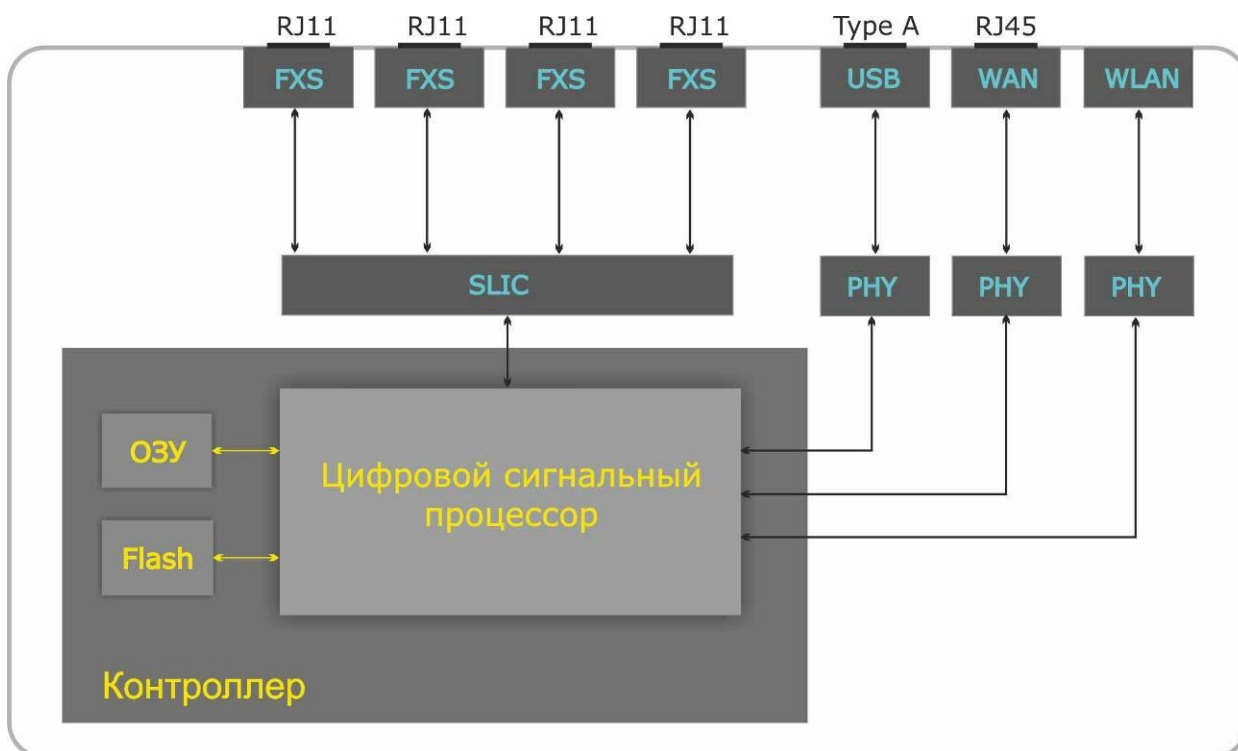 RJ11 RJ11 RJ11 RJ11 Type A RJ45
FXS FXS FXS FXS USB WAN WLAN
SLIC PHY PHY PHY
ОЗУ
Цифровой сигнальный
процессор
Flash
Контроллер